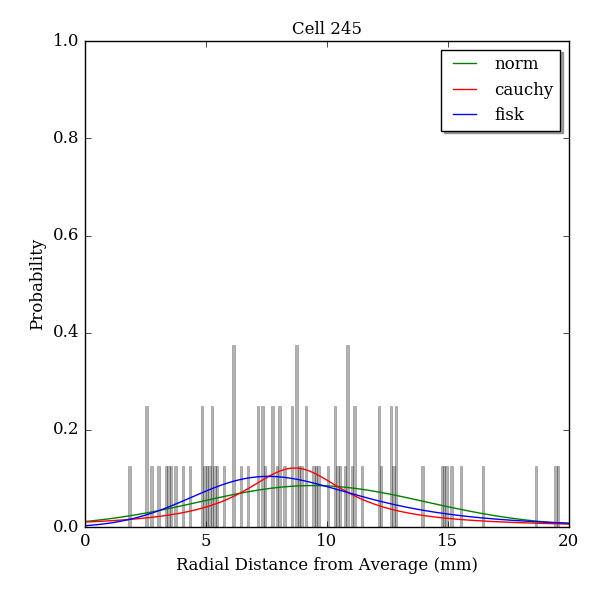 Cell 245
1.0
0.8
0.6
0.4
0.2
0.0
Probability
norm
cauchy
fisk
0 5 10 15 20
Radial Distance from Average (mm)